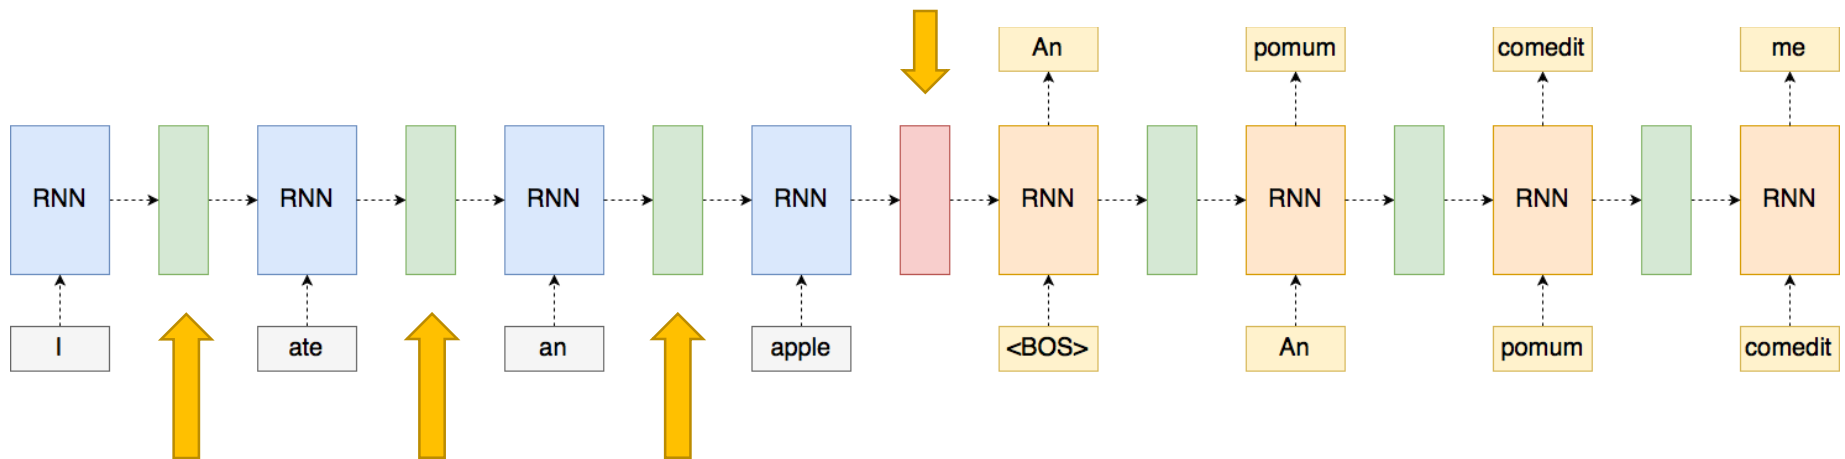 An pomum comedit me
RNN RNN RNN RNN RNN RNN RNN RNN
I ate an apple <BOS> An pomum comedit